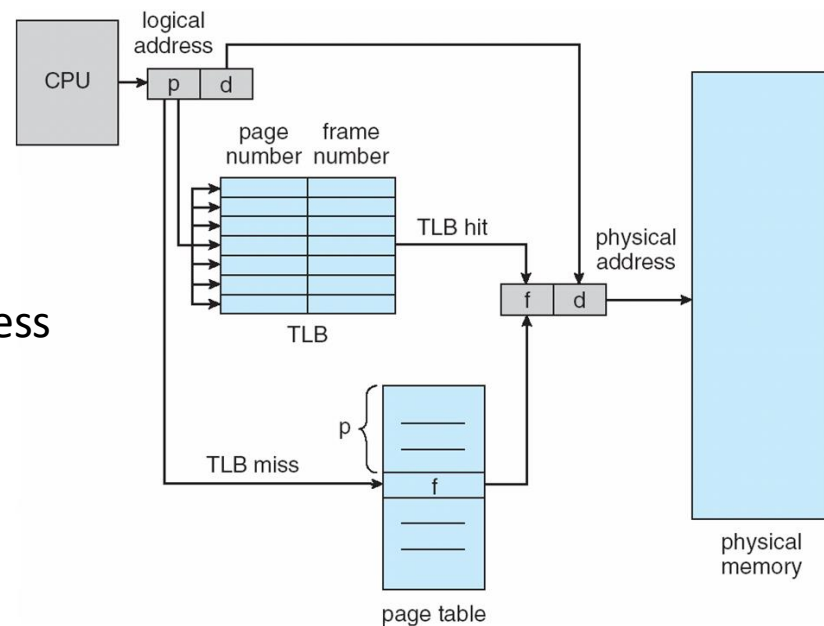 logical
address
CPU
p
d
page
number
frame
number
TLB hit
TLB
physical
address
f
d
ess
p
TLB miss
f
page table
physical
memory